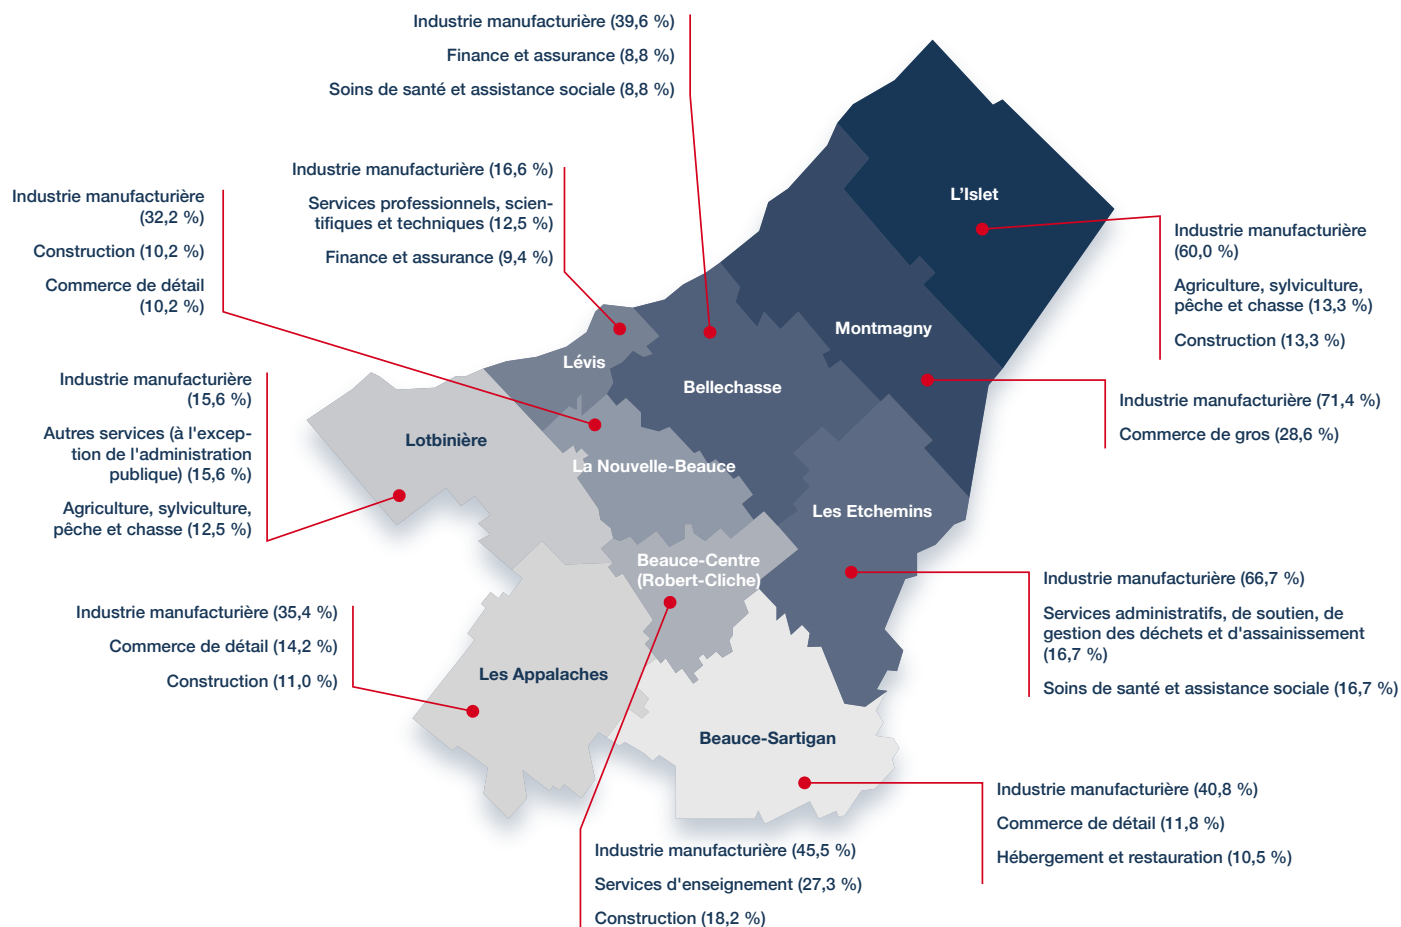 Industrie manufacturière (39,6 %)
Finance et assurance (8,8 %)
Soins de santé et assistance sociale (8,8 %)
Industrie manufacturière (16,6 %)
Services professionnels, scien-
tifiques et techniques (12,5 %)
Finance et assurance (9,4 %)
Industrie manufacturière
(32,2 %)
Construction (10,2 %)
Commerce de détail
(10,2 %)
Industrie manufacturière
(15,6 %)
Autres services (à l'excep-
tion de l'administration
publique) (15,6 %)
Agriculture, sylviculture,
pêche et chasse (12,5 %)
Industrie manufacturière (35,4 %)
Commerce de détail (14,2 %)
Construction (11,0 %)
L'Islet
Montmagny
Lévis
Bellechasse
Lotbinière
La Nouvelle-Beauce
Les Etchemins
Beauce-Centre
(Robert-Cliche)
Les Appalaches
Beauce-Sartigan
Industrie manufacturière
(60,0 %)
Agriculture, sylviculture,
pêche et chasse (13,3 %)
Construction (13,3 %)
Industrie manufacturière (71,4 %)
Commerce de gros (28,6 %)
Industrie manufacturière (66,7 %)
Services administratifs, de soutien, de
gestion des déchets et d'assainissement
(16,7 %)
Soins de santé et assistance sociale (16,7 %)
Industrie manufacturière (40,8 %)
Commerce de détail (11,8 %)
Hébergement et restauration (10,5 %)
Industrie manufacturière (45,5 %)
Services d'enseignement (27,3 %)
Construction (18,2 %)